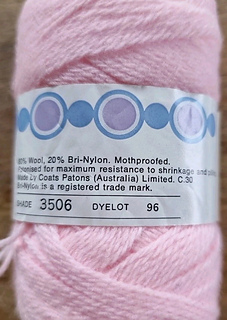 % Wool, 20% Bri-Nylon. Mothproofed.
for maximum resistance to shrinkage and
Made by Coats Patons (Australia) Limited. C.30
Bri-Nylon is a registered trade mark.
SHADE 3506 DYELOT 96